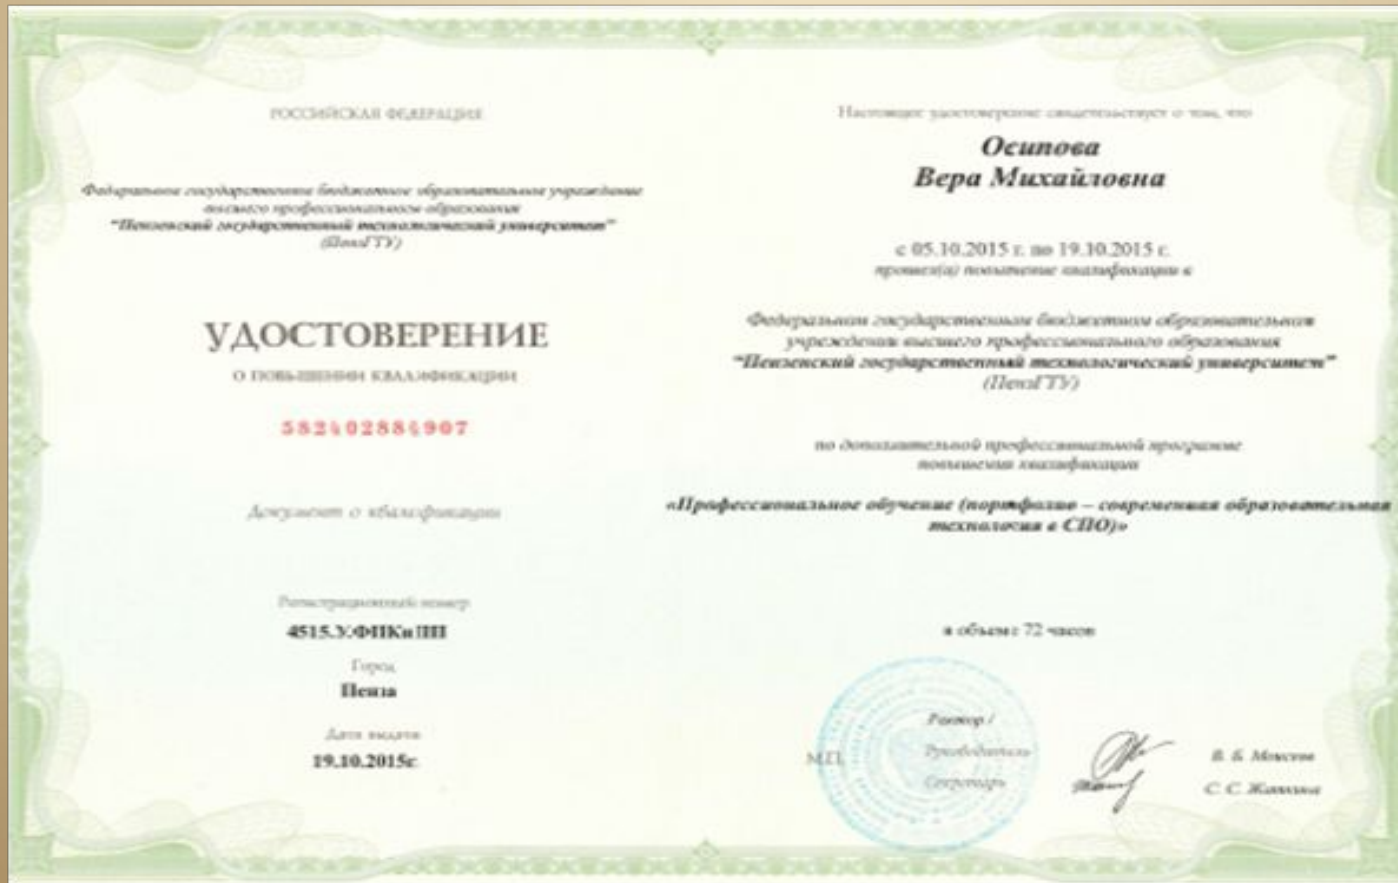 РОССИЙСКАЯ ФЕДЕРАЦИЯ
Федеральное государственное бюджетное образовательное учреждение
высшего профессионального образования
"Пензенский государственный технологический университет"
(ПензГТУ)
УДОСТОВЕРЕНИЕ
О ПОВЫШЕНИИ КВАЛИФИКАЦИИ
582402884907
Документ о квалификации
Регистрационный номер
4515.У.ФПКиПП
Город
Пенза
Дата выдачи
19.10.2015г.
Настоящее удостоверение свидетельствует о том, что
Осипова
Вера Михайловна
с 05.10.2015 г. по 19.10.2015 г.
прошел(а) повышение квалификации в
Федеральном государственном бюджетном образовательном
учреждении высшего профессионального образования
"Пензенский государственный технологический университет"
(ПензГТУ)
по дополнительной профессиональной программе
повышения квалификации
«Профессиональное обучение (портфолио – современная образовательная
технология в СПО)»
в объеме 72 часов
Ректор /
Руководитель
М.П.
Секретарь
В. Б. Моисеев
С. С.